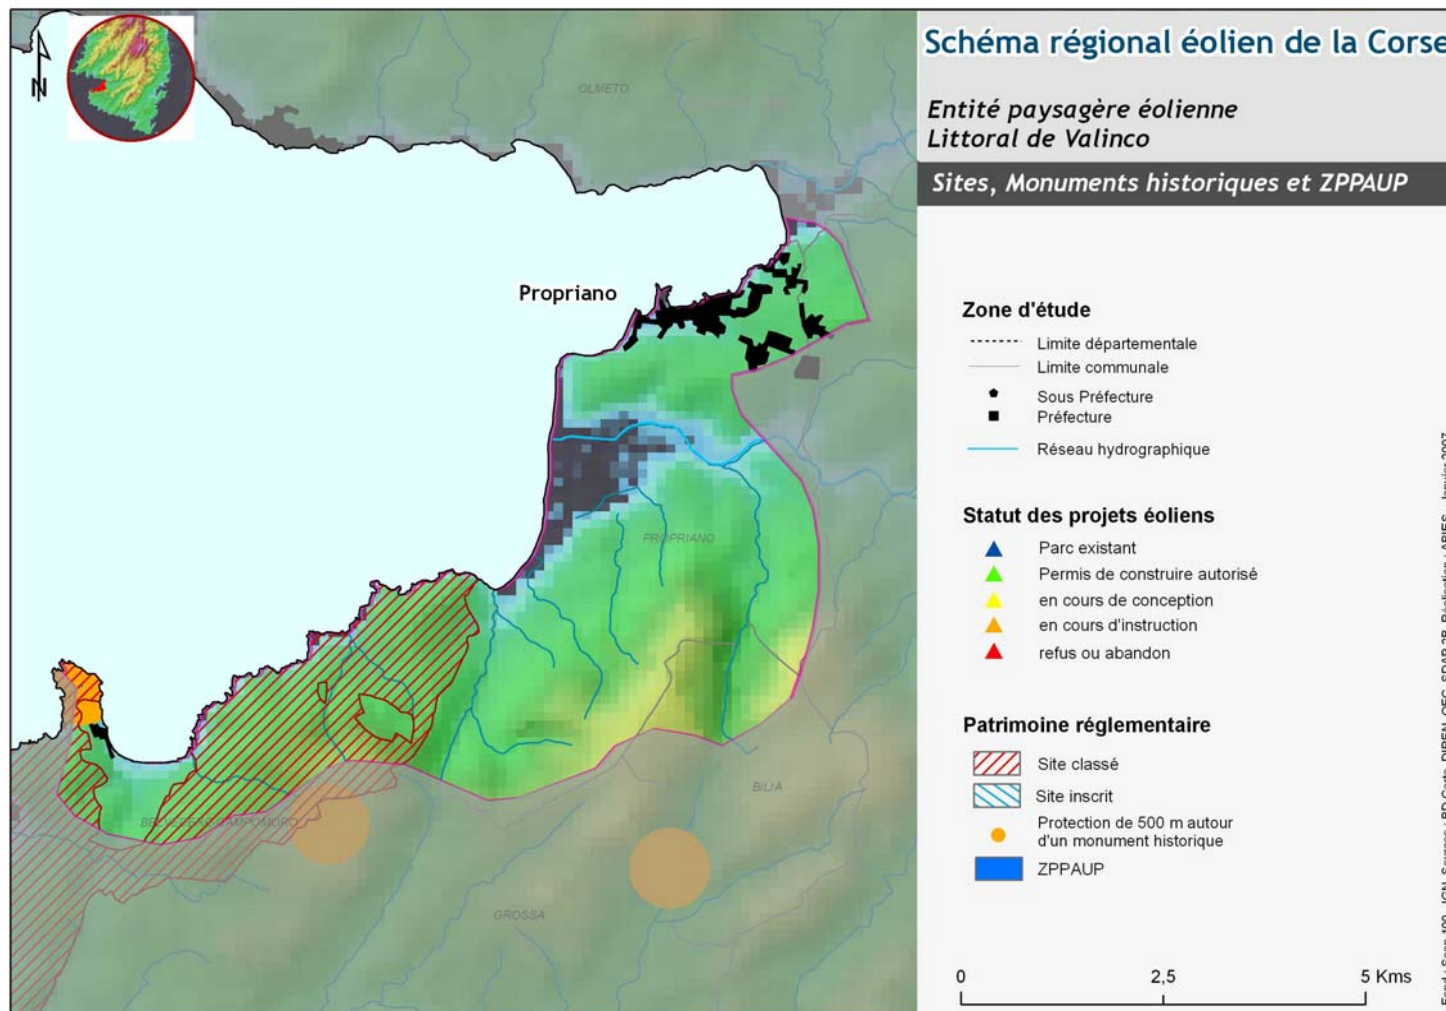 N
OLMETO
Propriano
PROPRIANO
BELVEDERE-CAMPOMORO
BILIA
GROSSA
Schéma régional éolien de la Corse
Entité paysagère éolienne
Littoral de Valinco
Sites, Monuments historiques et ZPPAUP
Zone d'étude
Limite départementale
Limite communale
Sous Préfecture
Préfecture
Réseau hydrographique
Statut des projets éoliens
Parc existant
Permis de construire autorisé
en cours de conception
en cours d'instruction
refus ou abandon
Patrimoine réglementaire
Site classé
Site inscrit
Protection de 500 m autour
d'un monument historique
ZPPAUP
0 2,5 5 Kms